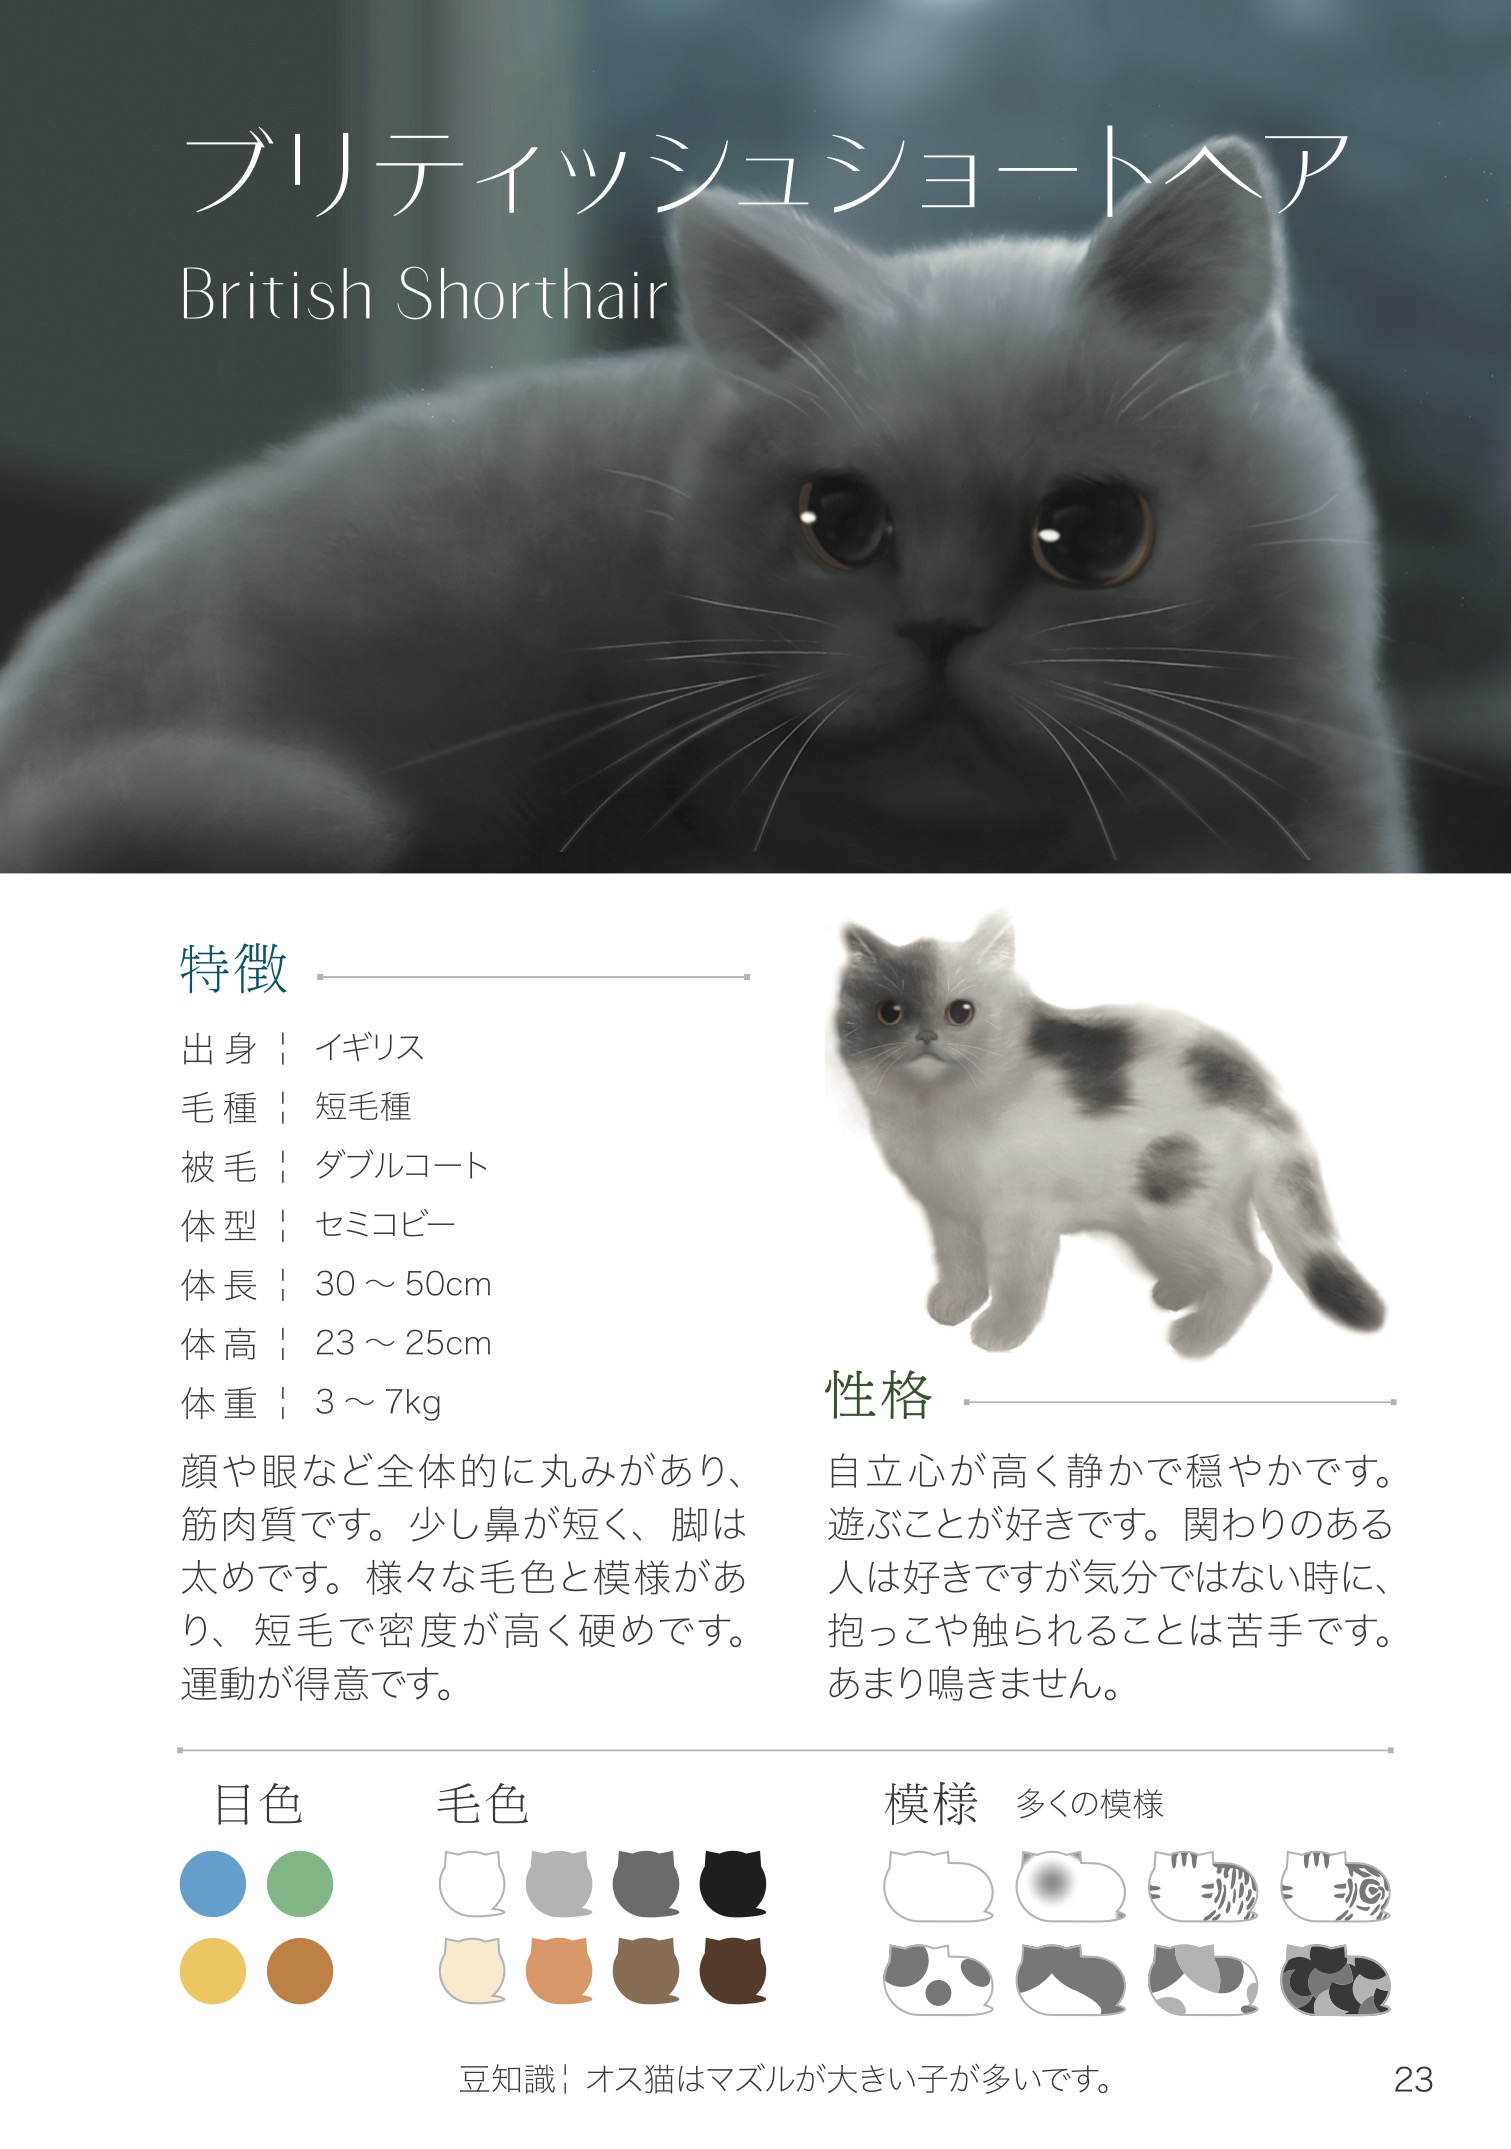 ブリティッシュショートヘア
British Shorthair
特徴
出身 ¦ イギリス
毛種 ¦ 短毛種
被毛 ¦ ダブルコート
体型 ¦ セミコビー
体長 ¦ 30 〜 50cm
体高 ¦ 23 〜 25cm
体重 ¦ 3 〜 7kg
顔や眼など全体的に丸みがあり、
筋肉質です。少し鼻が短く、脚は
太めです。様々な毛色と模様があ
り、短毛で密度が高く硬めです。
運動が得意です。
性格
自立心が高く静かで穏やかです。
遊ぶことが好きです。関わりのある
人は好きですが気分ではない時に、
抱っこや触られることは苦手です。
あまり鳴きません。
目色
毛色
模様 多くの模様
豆知識¦ オス猫はマズルが大きい子が多いです。
23